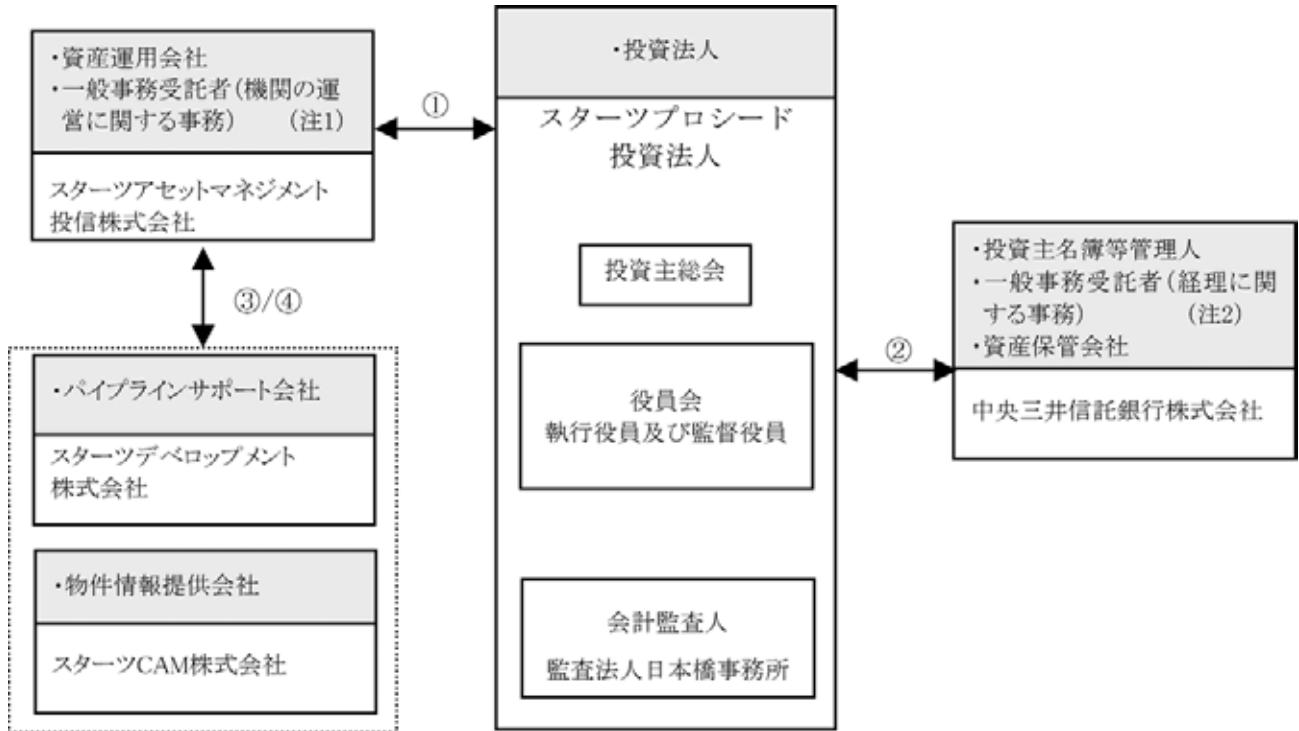 ・資産運用会社
・一般事務受託者(機関の運
営に関する事務) (注1)
スターツアセットマネジメント
投信株式会社
①
③/④
・パイプラインサポート会社
スターツデベロップメント
株式会社
・物件情報提供会社
スターツCAM株式会社
・投資法人
スターツプロシード
投資法人
投資主総会
役員会
執行役員及び監督役員
会計監査人
監査法人日本橋事務所
②
・投資主名簿等管理人
・一般事務受託者(経理に関
する事務) (注2)
・資産保管会社
中央三井信託銀行株式会社